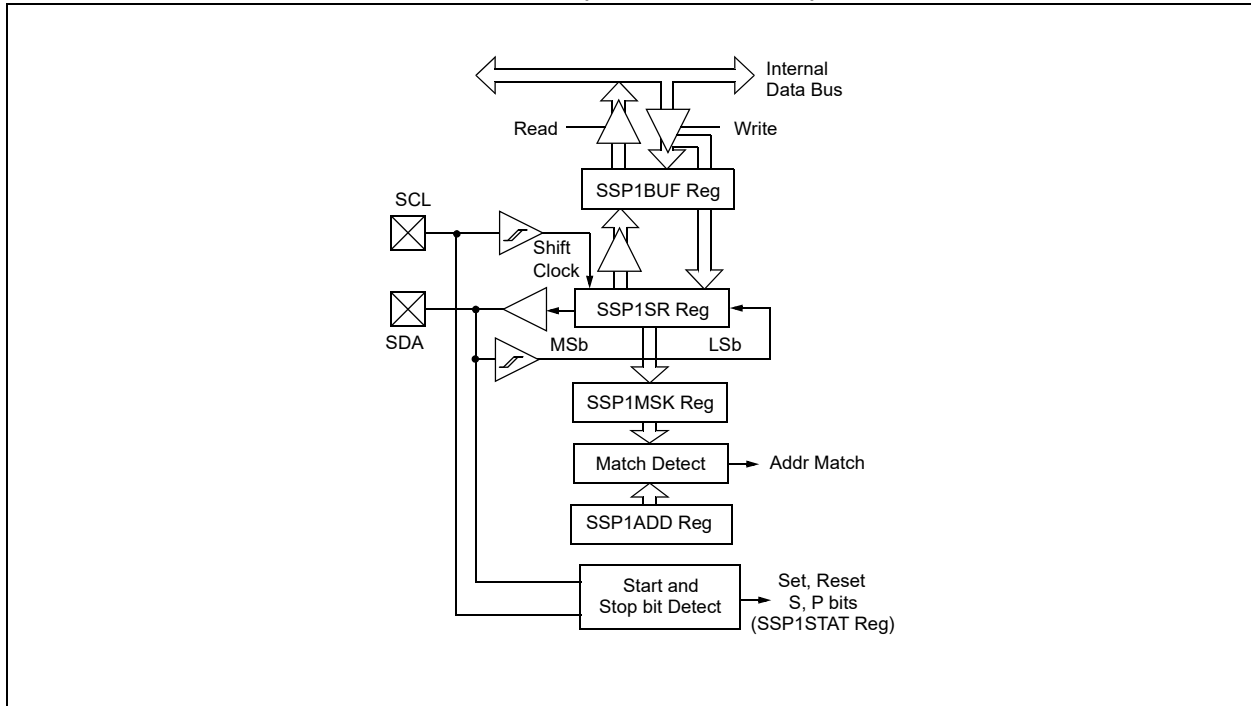 Internal
Data Bus
Read
Write
SSP1BUF Reg
SCL
Shift
Clock
SSP1SR Reg
SDA
MSb
LSb
SSP1MSK Reg
Match Detect
Addr Match
SSP1ADD Reg
Start and
Stop bit Detect
Set, Reset
S, P bits
(SSP1STAT Reg)